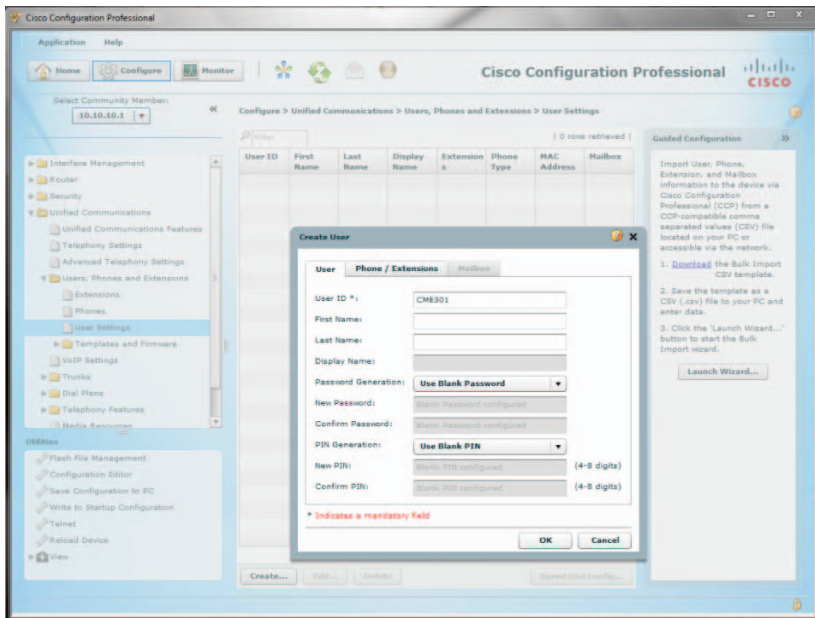 Cisco Configuration Professional
Application Help
Home Configure Monitor
Cisco Configuration Professional
CISCO
Select Community Member:
10.10.10.1
Configure > Unified Communications > Users, Phones and Extensions > User Settings
Interface Management
Router
Security
Unified Communications
Unified Communications Features
Telephony Settings
Advanced Telephony Settings
Users, Phones and Extensions
Extensions
Phones
User Settings
Templates and Firmware
VoIP Settings
Trunks
Dial Plans
Telephony Features
Media Resources
Utilities
Flash File Management
Configuration Editor
Save Configuration to PC
Write to Startup Configuration
Telnet
Reload Device
View
Filter
[ 0 rows retrieved ]
User ID First Name Last Name Display Name Extension s Phone Type MAC Address Mailbox
Create User
User Phone / Extensions Mailbox
User ID *: CME301
First Name:
Last Name:
Display Name:
Password Generation: Use Blank Password
New Password: Blank Password configured
Confirm Password: Blank Password configured
PIN Generation: Use Blank PIN
New PIN: Blank PIN configured (4-8 digits)
Confirm PIN: Blank PIN configured (4-8 digits)
* Indicates a mandatory field
OK Cancel
Create... Edit... Delete Speed Dial Config...
Guided Configuration
Import User, Phone,
Extension, and Mailbox
information to the device via
Cisco Configuration
Professional (CCP) from a
CCP-compatible comma
separated values (CSV) file
located on your PC or
accessible via the network.
1. Download the Bulk Import
CSV template.
2. Save the template as a
CSV (.csv) file to your PC and
enter data.
3. Click the 'Launch Wizard...'
button to start the Bulk
Import wizard.
Launch Wizard...